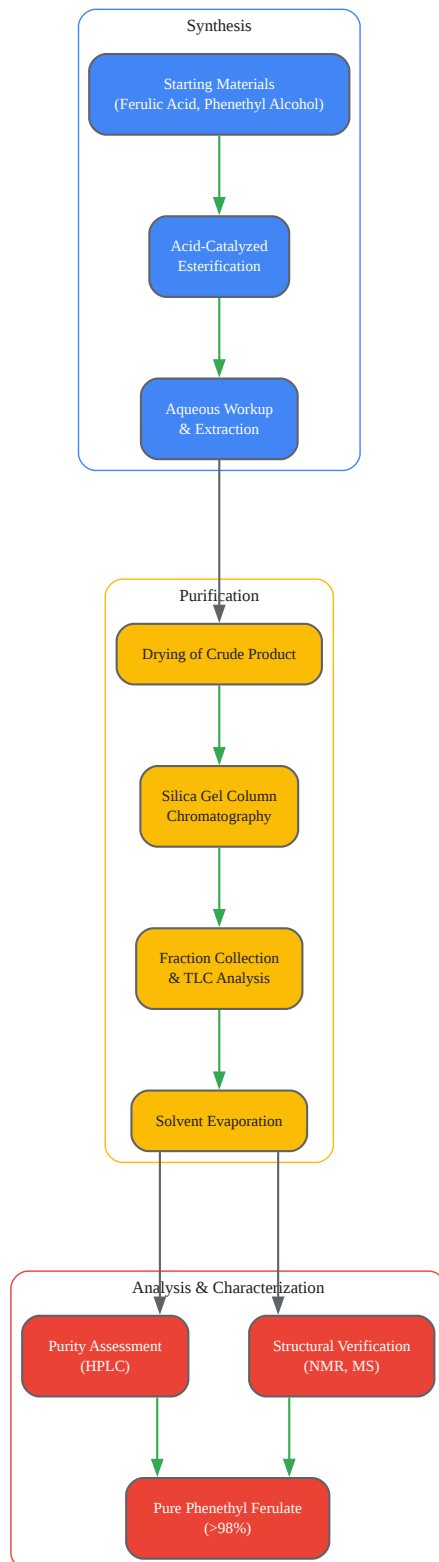 Synthesis
Starting Materials
(Ferulic Acid, Phenethyl Alcohol)
Acid-Catalyzed
Esterification
Aqueous Workup
& Extraction
Purification
Drying of Crude Product
Silica Gel Column
Chromatography
Fraction Collection
& TLC Analysis
Solvent Evaporation
Analysis & Characterization
Purity Assessment
(HPLC)
Structural Verification
(NMR, MS)
Pure Phenethyl Ferulate
(>98%)